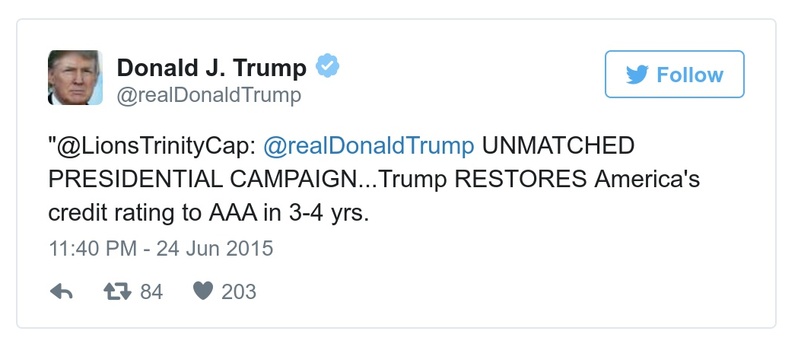 Donald J. Trump
@realDonaldTrump
Follow
"@LionsTrinityCap: @realDonaldTrump UNMATCHED
PRESIDENTIAL CAMPAIGN...Trump RESTORES America's
credit rating to AAA in 3-4 yrs.
11:40 PM - 24 Jun 2015
84 203